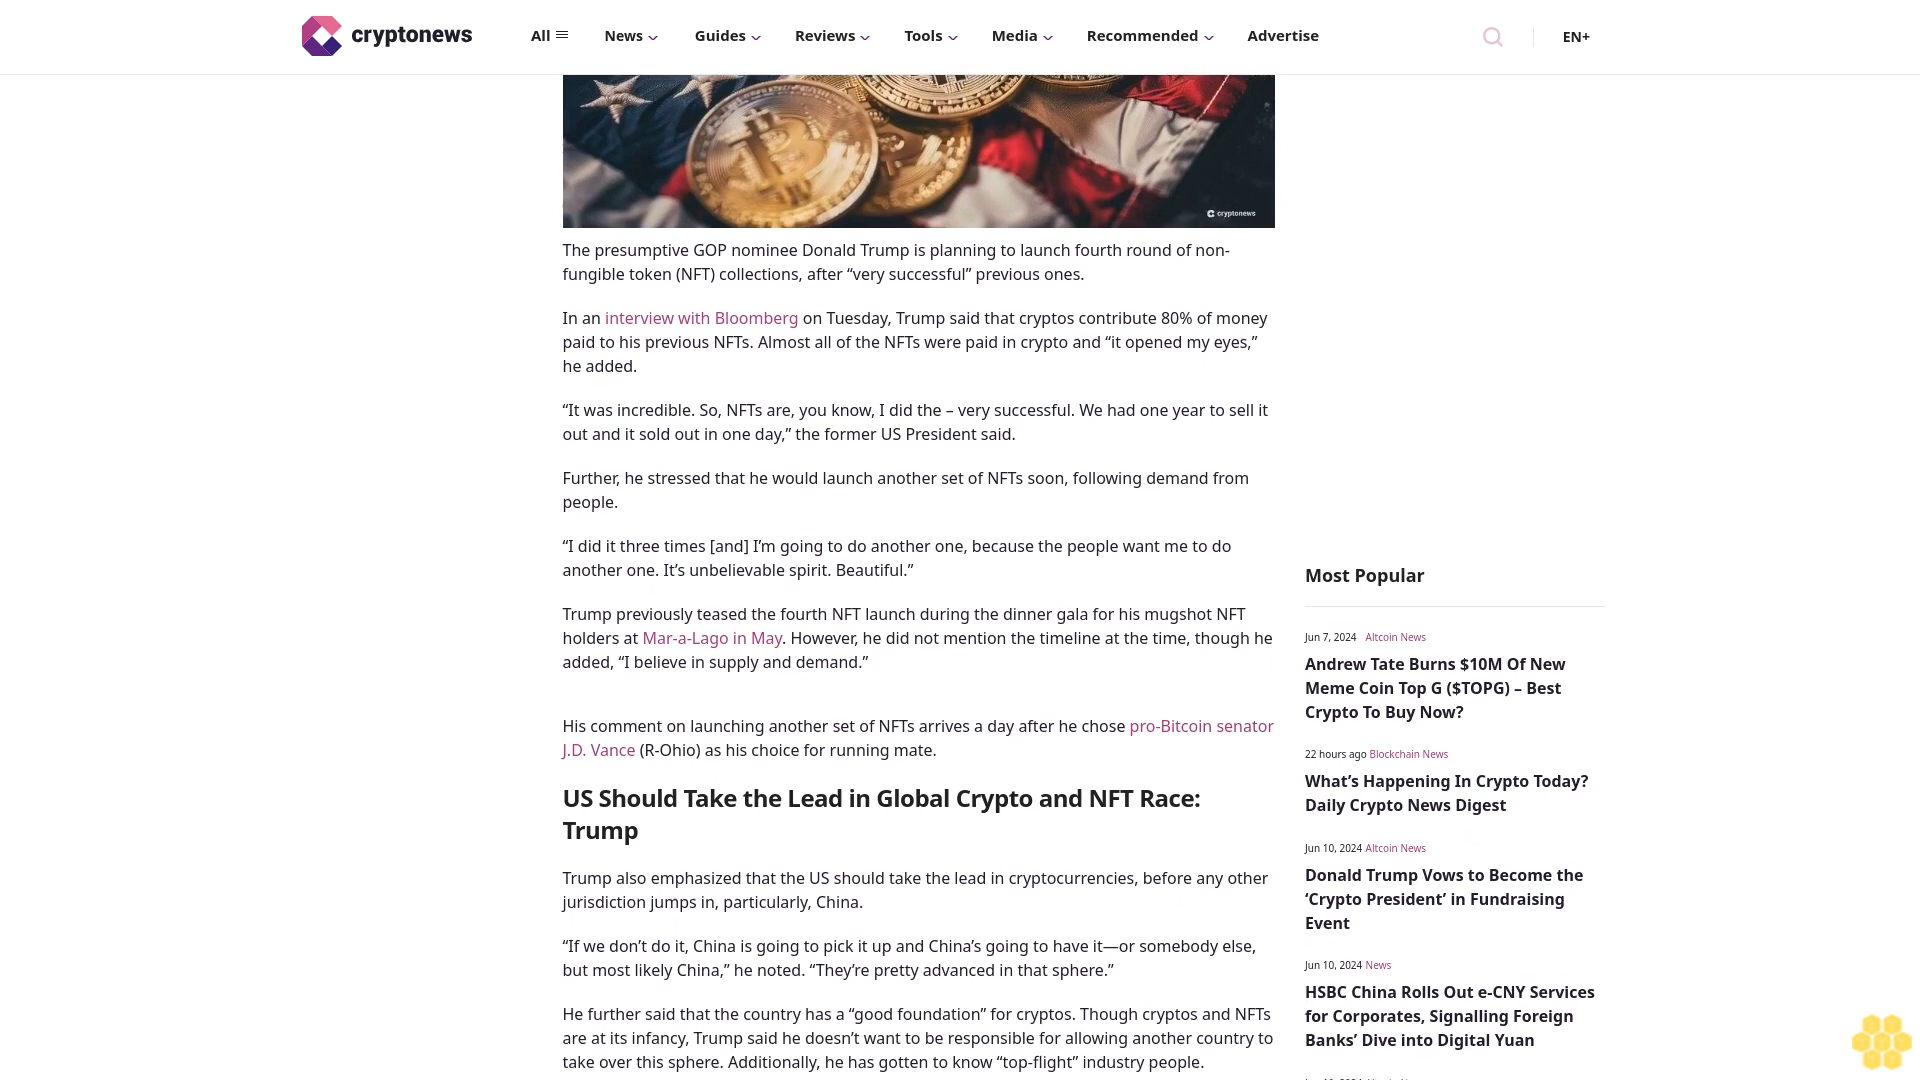 cryptonews
All
News
Guides
Reviews
Tools
Media
Recommended
Advertise
EN+
cryptonews
The presumptive GOP nominee Donald Trump is planning to launch fourth round of non-
fungible token (NFT) collections, after “very successful” previous ones.
In an interview with Bloomberg on Tuesday, Trump said that cryptos contribute 80% of money
paid to his previous NFTs. Almost all of the NFTs were paid in crypto and “it opened my eyes,”
he added.
“It was incredible. So, NFTs are, you know, I did the – very successful. We had one year to sell it
out and it sold out in one day,” the former US President said.
Further, he stressed that he would launch another set of NFTs soon, following demand from
people.
“I did it three times [and] I’m going to do another one, because the people want me to do
another one. It’s unbelievable spirit. Beautiful.”
Trump previously teased the fourth NFT launch during the dinner gala for his mugshot NFT
holders at Mar-a-Lago in May. However, he did not mention the timeline at the time, though he
added, “I believe in supply and demand.”
His comment on launching another set of NFTs arrives a day after he chose pro-Bitcoin senator
J.D. Vance (R-Ohio) as his choice for running mate.
US Should Take the Lead in Global Crypto and NFT Race:
Trump
Trump also emphasized that the US should take the lead in cryptocurrencies, before any other
jurisdiction jumps in, particularly, China.
“If we don’t do it, China is going to pick it up and China’s going to have it—or somebody else,
but most likely China,” he noted. “They’re pretty advanced in that sphere.”
He further said that the country has a “good foundation” for cryptos. Though cryptos and NFTs
are at its infancy, Trump said he doesn’t want to be responsible for allowing another country to
take over this sphere. Additionally, he has gotten to know “top-flight” industry people.
Most Popular
Jun 7, 2024 Altcoin News
Andrew Tate Burns $10M Of New
Meme Coin Top G ($TOPG) – Best
Crypto To Buy Now?
22 hours ago Blockchain News
What’s Happening In Crypto Today?
Daily Crypto News Digest
Jun 10, 2024 Altcoin News
Donald Trump Vows to Become the
‘Crypto President’ in Fundraising
Event
Jun 10, 2024 News
HSBC China Rolls Out e-CNY Services
for Corporates, Signalling Foreign
Banks’ Dive into Digital Yuan